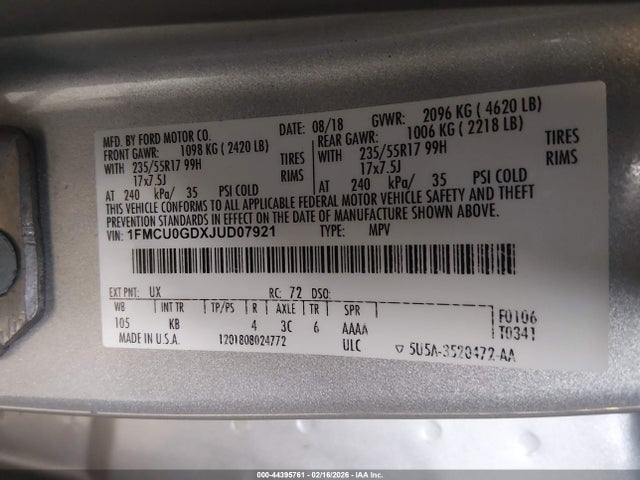 MFD. BY FORD MOTOR CO.
DATE: 08/18 GVWR: 2096 KG ( 4620 LB)
FRONT GAWR: 1098 KG ( 2420 LB) REAR GAWR: 1006 KG ( 2218 LB)
WITH 235/55R17 99H TIRES WITH 235/55R17 99H TIRES
17x7.5J RIMS 17x7.5J RIMS
AT 240 kPa/ 35 PSI COLD AT 240 kPa/ 35 PSI COLD
THIS VEHICLE CONFORMS TO ALL APPLICABLE FEDERAL MOTOR VEHICLE SAFETY AND THEFT
PREVENTION STANDARDS IN EFFECT ON THE DATE OF MANUFACTURE SHOWN ABOVE.
VIN: 1FMCU0GDXJUD07921 TYPE: MPV
EXT PNT: UX RC: 72 DSO:
WB INT TR TP/PS R AXLE TR SPR
105 KB 4 3C 6 AAAA
F0106
T0341
MADE IN U.S.A. 1201808024772 ULC ▽ 5U5A-3520472-AA
000-44395761 - 02/16/2026 - IAA Inc.